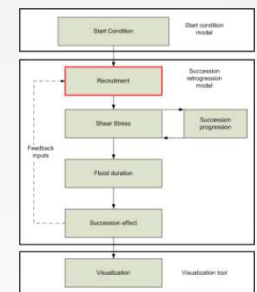 Start Condition
Start condition
model
Recruitment
Succession
retrogression
model
Shear Stress
Succession
progression
Feedback
inputs
Flood duration
Succession effect
Visualization
Visualization tool